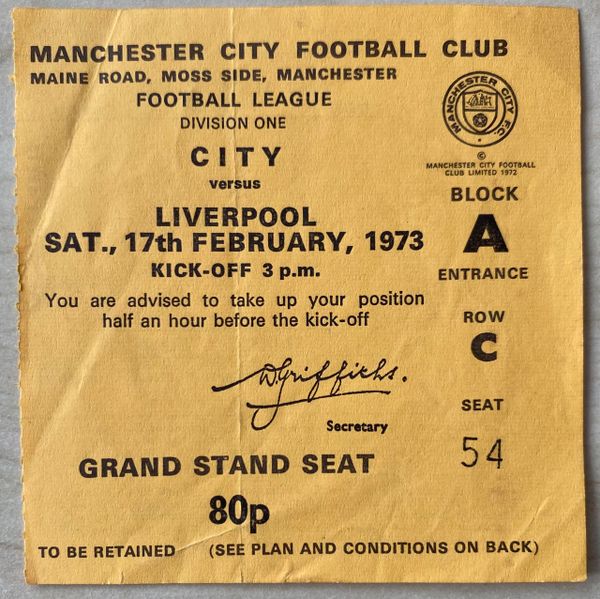 MANCHESTER CITY FOOTBALL CLUB
MAINE ROAD, MOSS SIDE, MANCHESTER
FOOTBALL LEAGUE
DIVISION ONE
CITY
versus
LIVERPOOL
SAT., 17th FEBRUARY, 1973
KICK-OFF 3 p.m.
You are advised to take up your position
half an hour before the kick-off
D.Griffiths.
Secretary
GRAND STAND SEAT
80p
TO BE RETAINED (SEE PLAN AND CONDITIONS ON BACK)
MANCHESTER CITY F.C.
©
MANCHESTER CITY FOOTBALL
CLUB LIMITED 1972
BLOCK
A
ENTRANCE
ROW
C
SEAT
54